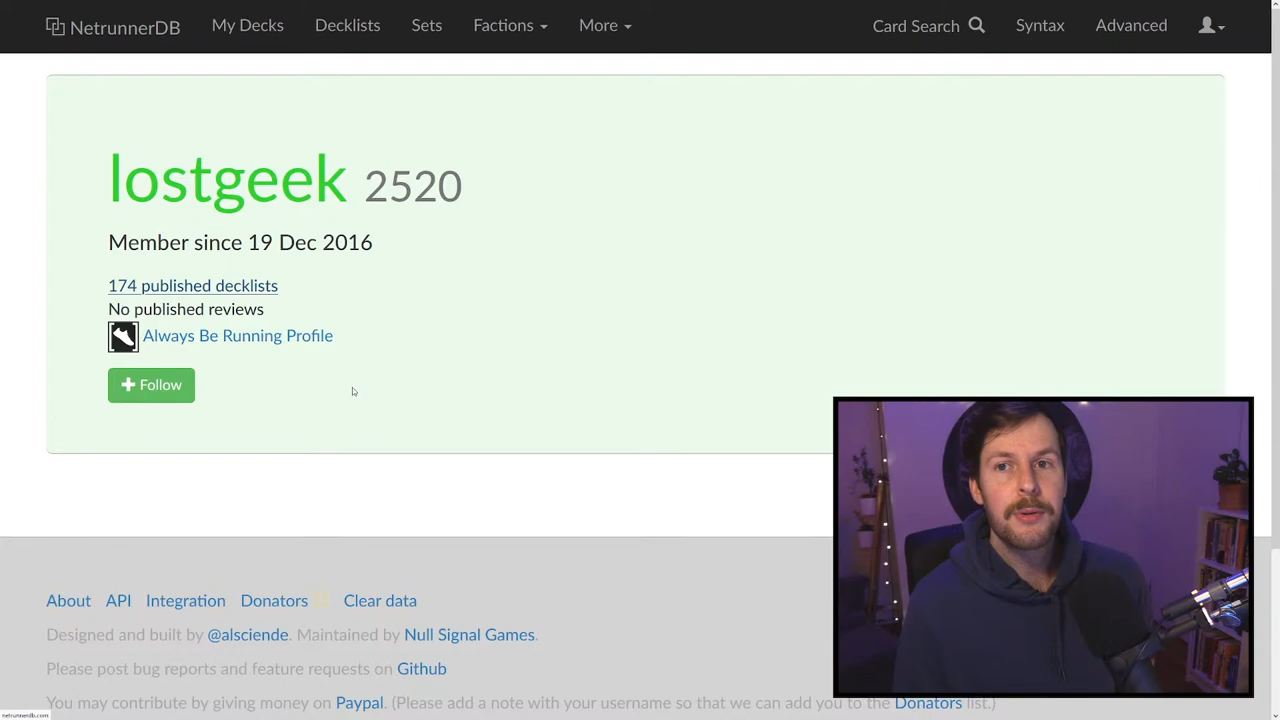 NetrunnerDB My Decks Decklists Sets Factions More Card Search Syntax Advanced
lostgeek 2520
Member since 19 Dec 2016
174 published decklists
No published reviews
Always Be Running Profile
Follow
About API Integration Donators Clear data
Designed and built by @alsciende. Maintained by Null Signal Games.
Please post bug reports and feature requests on Github
You may contribute by giving money on Paypal. (Please add a note with your username so that we can add you to the Donators list.)
netrunnerdb.com